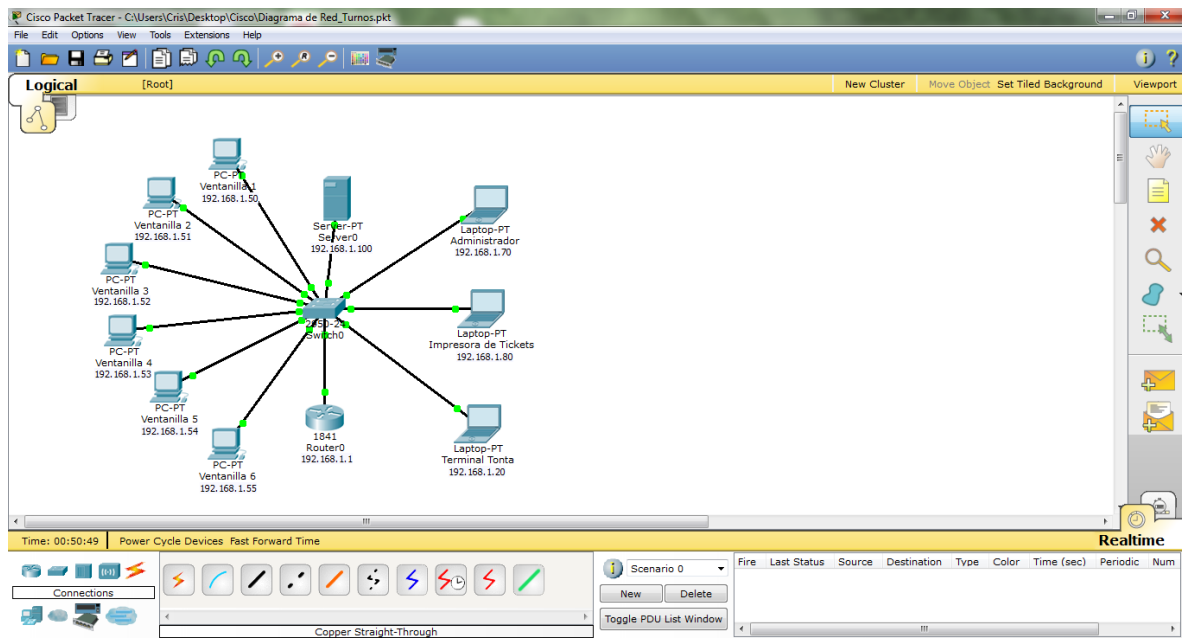 Cisco Packet Tracer - C:\Users\Cris\Desktop\Cisco\Diagrama de Red_Turnos.pkt
File Edit Options View Tools Extensions Help
Logical [Root] New Cluster Move Object Set Tiled Background Viewport
PC-PT
Ventanilla 1
192.168.1.50
PC-PT
Ventanilla 2
192.168.1.51
PC-PT
Ventanilla 3
192.168.1.52
PC-PT
Ventanilla 4
192.168.1.53
PC-PT
Ventanilla 5
192.168.1.54
PC-PT
Ventanilla 6
192.168.1.55
Server-PT
Server0
192.168.1.100
Laptop-PT
Administrador
192.168.1.70
2950-24
Switch0
Laptop-PT
Impresora de Tickets
192.168.1.80
1841
Router0
192.168.1.1
Laptop-PT
Terminal Tonta
192.168.1.20
Time: 00:50:49 Power Cycle Devices Fast Forward Time Realtime
Connections
Copper Straight-Through
Scenario 0
New Delete
Toggle PDU List Window
Fire Last Status Source Destination Type Color Time (sec) Periodic Num